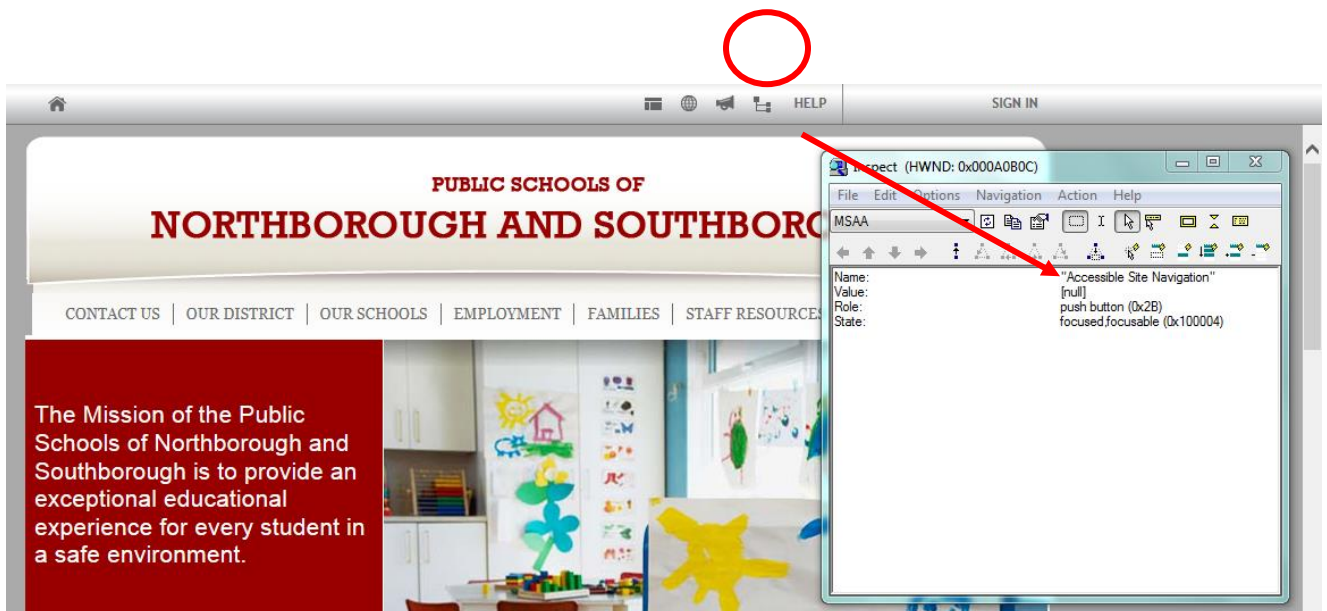 HELP
SIGN IN
PUBLIC SCHOOLS OF
NORTHBOROUGH AND SOUTHBORO
CONTACT US | OUR DISTRICT | OUR SCHOOLS | EMPLOYMENT | FAMILIES | STAFF RESOURCES
The Mission of the Public
Schools of Northborough and
Southborough is to provide an
exceptional educational
experience for every student in
a safe environment.
Inspect (HWND: 0x000A0B0C)
File Edit Options Navigation Action Help
MSAA
Name: "Accessible Site Navigation"
Value: [null]
Role: push button (0x2B)
State: focused,focusable (0x100004)